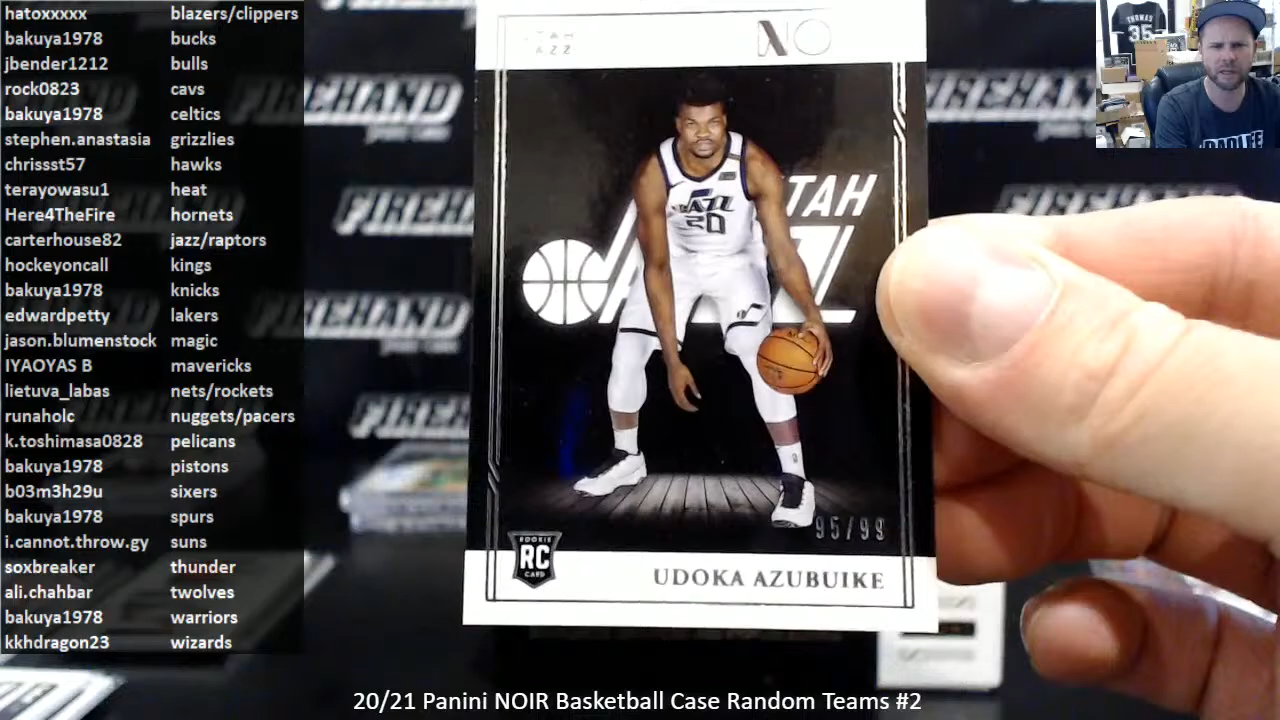 hatoxxxxx blazers/clippers
bakuya1978 bucks
jbender1212 bulls
rock0823 cavs
bakuya1978 celtics
stephen.anastasia grizzlies
chrissst57 hawks
terayowasu1 heat
Here4TheFire hornets
carterhouse82 jazz/raptors
hockeyoncall kings
bakuya1978 knicks
edwardpetty lakers
jason.blumenstock magic
IYAOYAS B mavericks
lietuva_labas nets/rockets
runaholc nuggets/pacers
k.toshimasa0828 pelicans
bakuya1978 pistons
b03m3h29u sixers
bakuya1978 spurs
i.cannot.throw.gy suns
soxbreaker thunder
ali.chahbar twolves
bakuya1978 warriors
kkhdragon23 wizards
NO
UTAH
JAZZ
20
95/99
ROOKIE
RC
CARD
UDOKA AZUBUIKE
FIREHAND
FIREHAND
FIREHAND
FIREHAND
THOMAS
35
20/21 Panini NOIR Basketball Case Random Teams #2